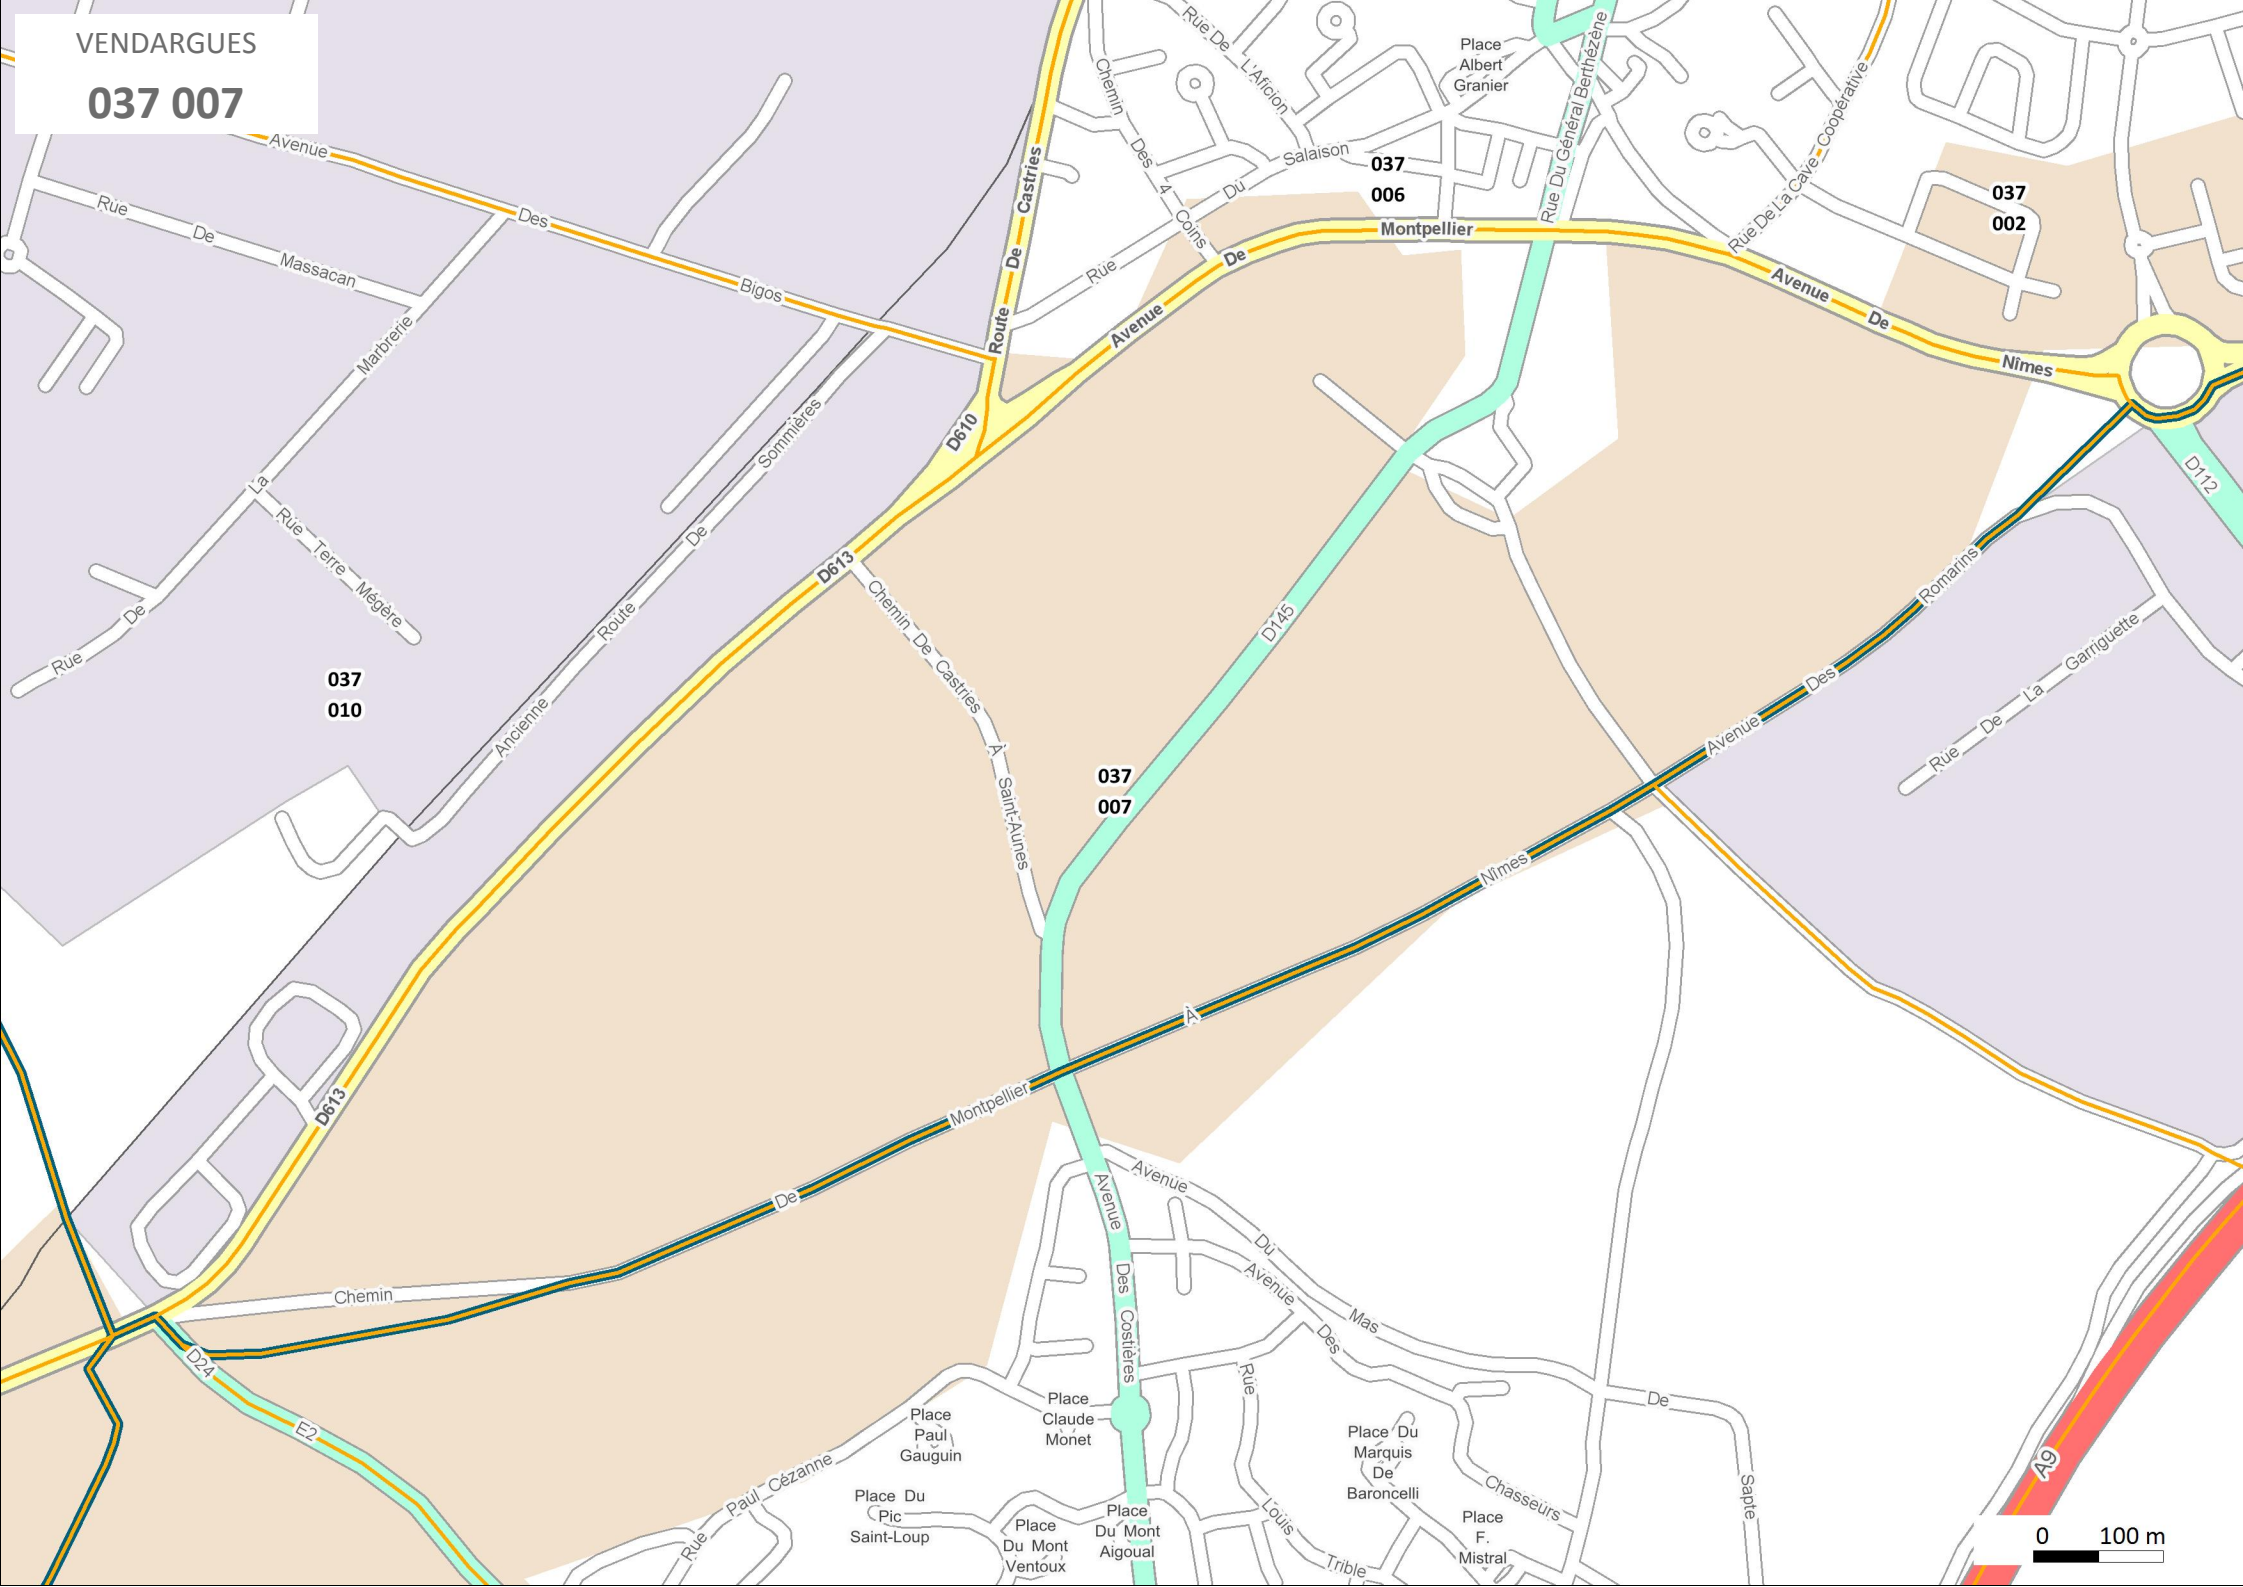 VENDARGUES
037 007
Avenue Des Bigos
Rue De Massacan
Rue De La Marbrerie
Rue Terre Mégère
Ancienne Route De Sommières
037
010
Route De Castries
D610
D613
D613
Chemin Des 4 Coins
Rue De L'Aficion
Rue Du Salaison
Place
Albert
Granier
037
006
Rue Du Général Berthézène
Rue De La Cave Coopérative
037
002
Avenue De Montpellier
Avenue De Nîmes
D112
Chemin De Castries À Saint-Aunes
D145
037
007
Avenue Des Romarins
Rue De La Garriguette
Chemin De Montpellier À Nîmes
D24
E2
Avenue Des Costières
Avenue Du Mas De Sapte
Avenue Des Chasseurs
Rue Louis Trible
Rue Paul Cézanne
Place
Paul
Gauguin
Place
Claude
Monet
Place Du
Pic
Saint-Loup
Place
Du Mont
Ventoux
Place
Du Mont
Aigoual
Place Du
Marquis
De
Baroncelli
Place
F.
Mistral
A9
0 100 m